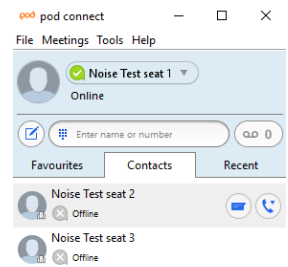 pod pod connect
File Meetings Tools Help
Noise Test seat 1
Online
Enter name or number
0
Favourites Contacts Recent
Noise Test seat 2
Offline
Noise Test seat 3
Offline